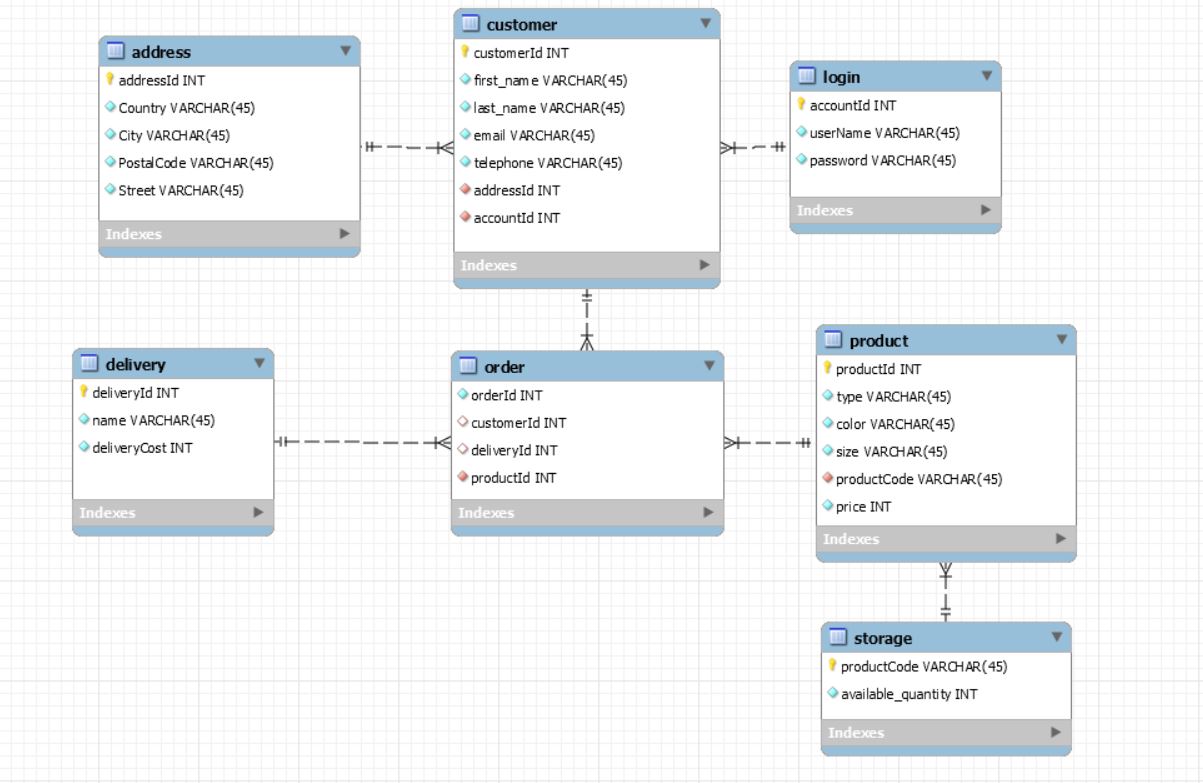 address
addressId INT
Country VARCHAR(45)
City VARCHAR(45)
PostalCode VARCHAR(45)
Street VARCHAR(45)
Indexes
customer
customerId INT
first_name VARCHAR(45)
last_name VARCHAR(45)
email VARCHAR(45)
telephone VARCHAR(45)
addressId INT
accountId INT
Indexes
login
accountId INT
userName VARCHAR(45)
password VARCHAR(45)
Indexes
delivery
deliveryId INT
name VARCHAR(45)
deliveryCost INT
Indexes
order
orderId INT
customerId INT
deliveryId INT
productId INT
Indexes
product
productId INT
type VARCHAR(45)
color VARCHAR(45)
size VARCHAR(45)
productCode VARCHAR(45)
price INT
Indexes
storage
productCode VARCHAR(45)
available_quantity INT
Indexes